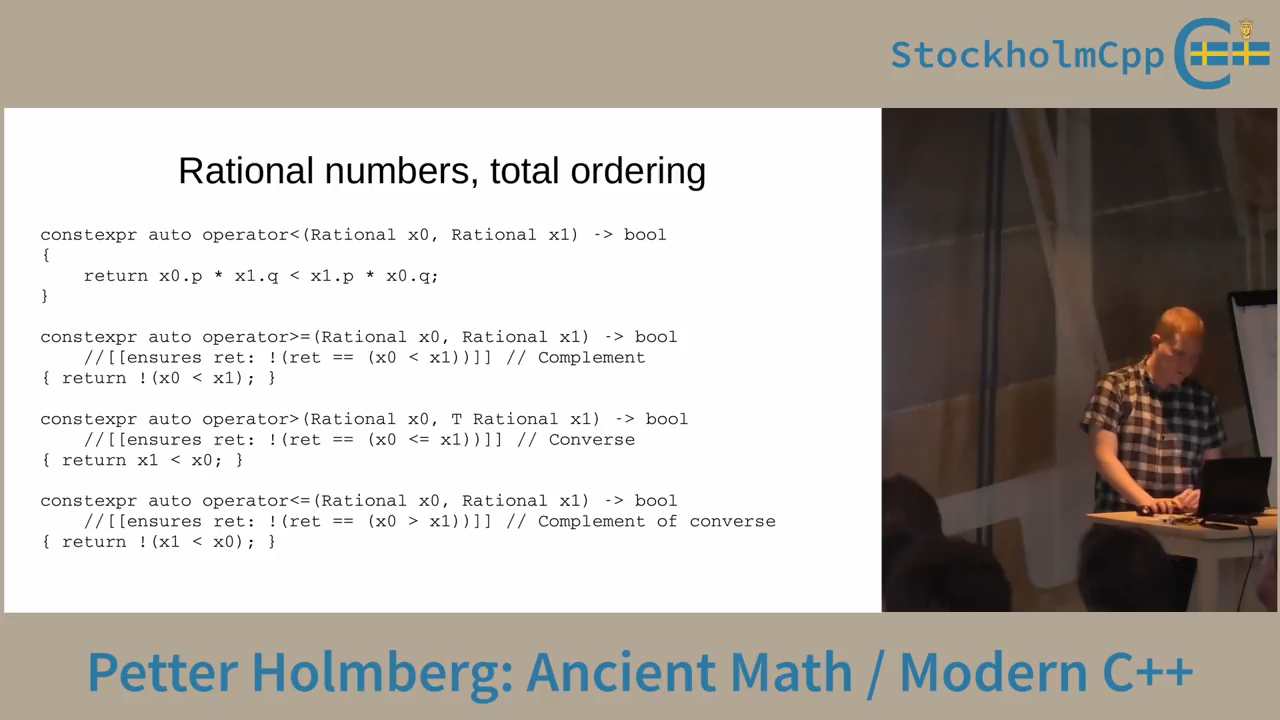 StockholmCpp
Rational numbers, total ordering
constexpr auto operator<(Rational x0, Rational x1) -> bool
{
    return x0.p * x1.q < x1.p * x0.q;
}
constexpr auto operator>=(Rational x0, Rational x1) -> bool
    //[[ensures ret: !(ret == (x0 < x1))]] // Complement
{ return !(x0 < x1); }
constexpr auto operator>(Rational x0, T Rational x1) -> bool
    //[[ensures ret: !(ret == (x0 <= x1))]] // Converse
{ return x1 < x0; }
constexpr auto operator<=(Rational x0, Rational x1) -> bool
    //[[ensures ret: !(ret == (x0 > x1))]] // Complement of converse
{ return !(x1 < x0); }
Petter Holmberg: Ancient Math / Modern C++